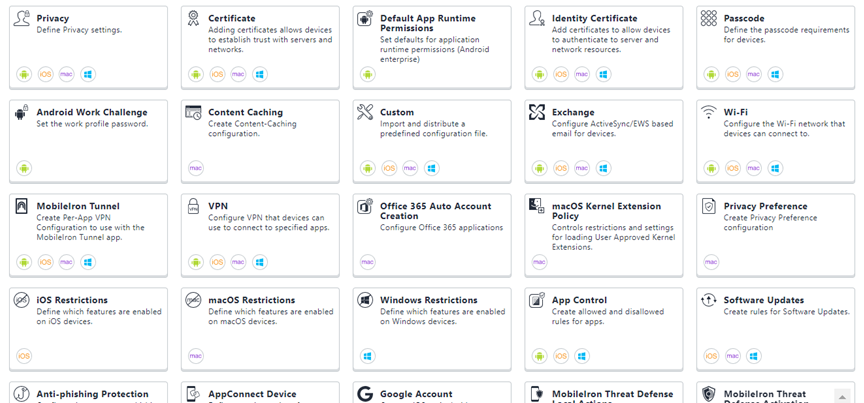 Privacy
Define Privacy settings.
iOS
mac
Certificate
Adding certificates allows devices
to establish trust with servers and
networks.
iOS
mac
Default App Runtime
Permissions
Set defaults for application
runtime permissions (Android
enterprise)
Identity Certificate
Add certificates to allow devices
to authenticate to server and
network resources.
iOS
mac
Passcode
Define the passcode requirements
for devices.
iOS
mac
Android Work Challenge
Set the work profile password.
Content Caching
Create Content-Caching
configuration.
mac
Custom
Import and distribute a
predefined configuration file.
iOS
mac
Exchange
Configure ActiveSync/EWS based
email for devices.
iOS
mac
Wi-Fi
Configure the Wi-Fi network that
devices can connect to.
iOS
mac
MobileIron Tunnel
Create Per-App VPN
Configuration to use with the
MobileIron Tunnel app.
iOS
mac
VPN
VPN
Configure VPN that devices can
use to connect to specified apps.
iOS
mac
Office 365 Auto Account
Creation
Configure Office 365 applications
mac
macOS Kernel Extension
Policy
Controls restrictions and settings
for loading User Approved Kernel
Extensions.
mac
Privacy Preference
Create Privacy Preference
configuration
mac
iOS
iOS Restrictions
Define which features are enabled
on iOS devices.
iOS
mac
macOS Restrictions
Define which features are enabled
on macOS devices.
mac
Windows Restrictions
Define which features are enabled
on Windows devices.
App Control
Create allowed and disallowed
rules for apps.
iOS
Software Updates
Create rules for Software Updates.
iOS
mac
Anti-phishing Protection
AppConnect Device
Google Account
MobileIron Threat Defense
Local Actions
MobileIron Threat
Defense Activation